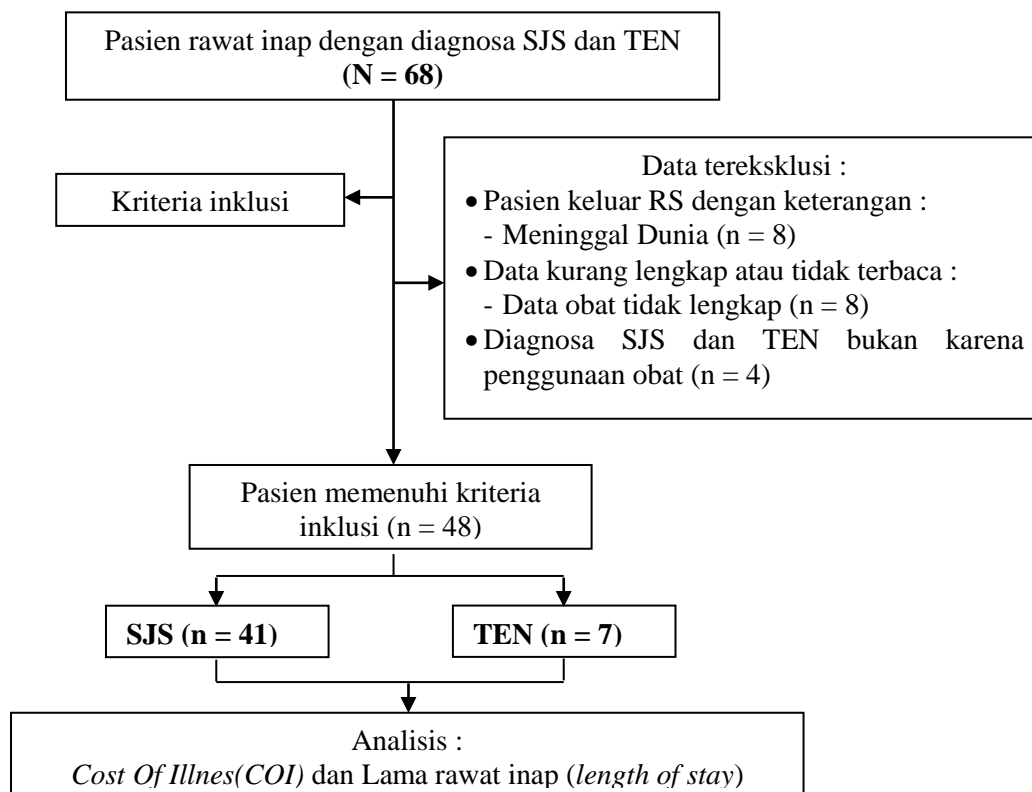 Pasien rawat inap dengan diagnosa SJS dan TEN
(N = 68)
Kriteria inklusi
Data tereksklusi :
• Pasien keluar RS dengan keterangan :
- Meninggal Dunia (n = 8)
• Data kurang lengkap atau tidak terbaca :
- Data obat tidak lengkap (n = 8)
• Diagnosa SJS dan TEN bukan karena
penggunaan obat (n = 4)
Pasien memenuhi kriteria
inklusi (n = 48)
SJS (n = 41)
TEN (n = 7)
Analisis :
Cost Of Illnes(COI) dan Lama rawat inap (length of stay)